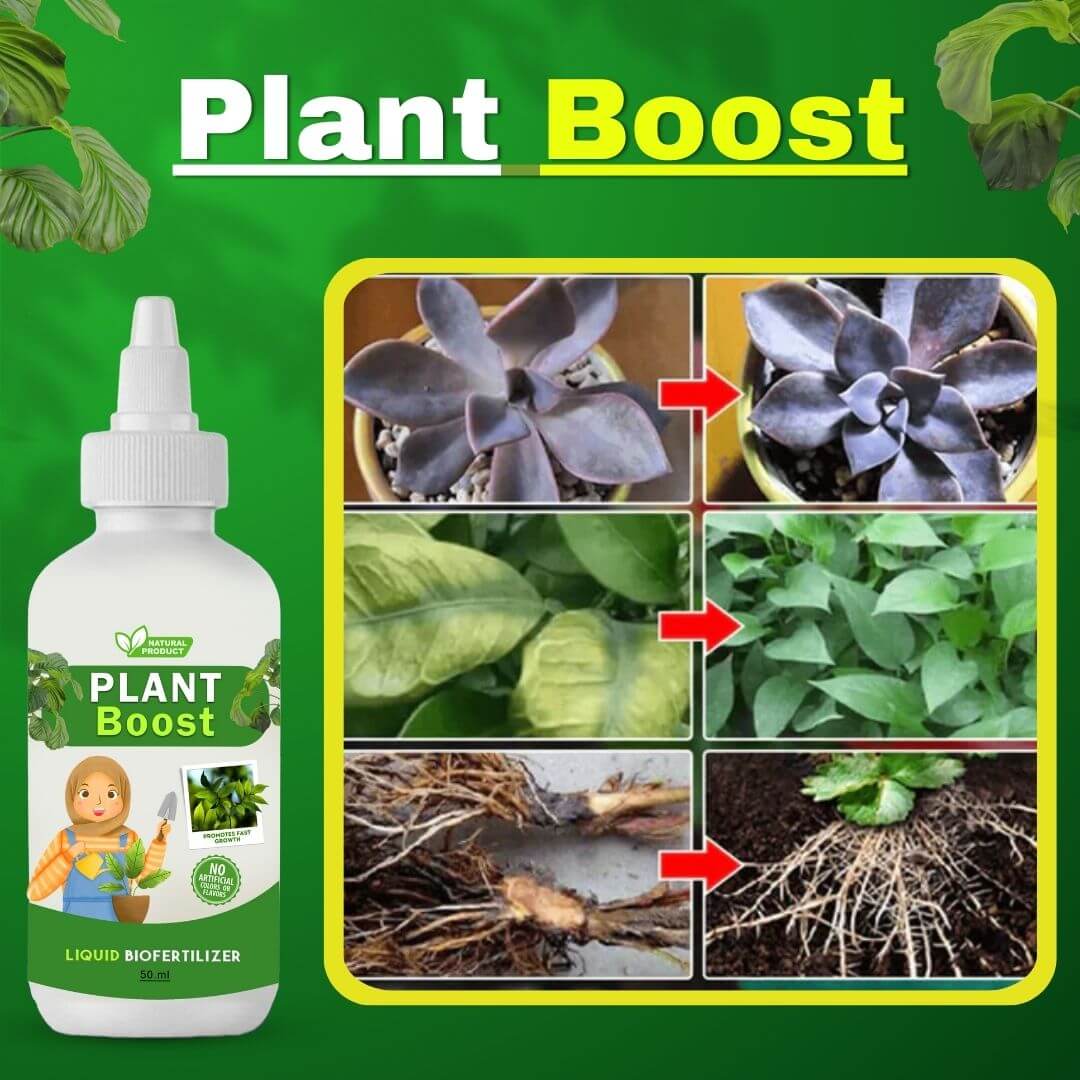 Plant Boost
NATURAL
PRODUCT
PLANT
Boost
PROMOTES FAST
GROWTH
NO
ARTIFICIAL
COLORS OR
FLAVORS
LIQUID BIOFERTILIZER
50 ml